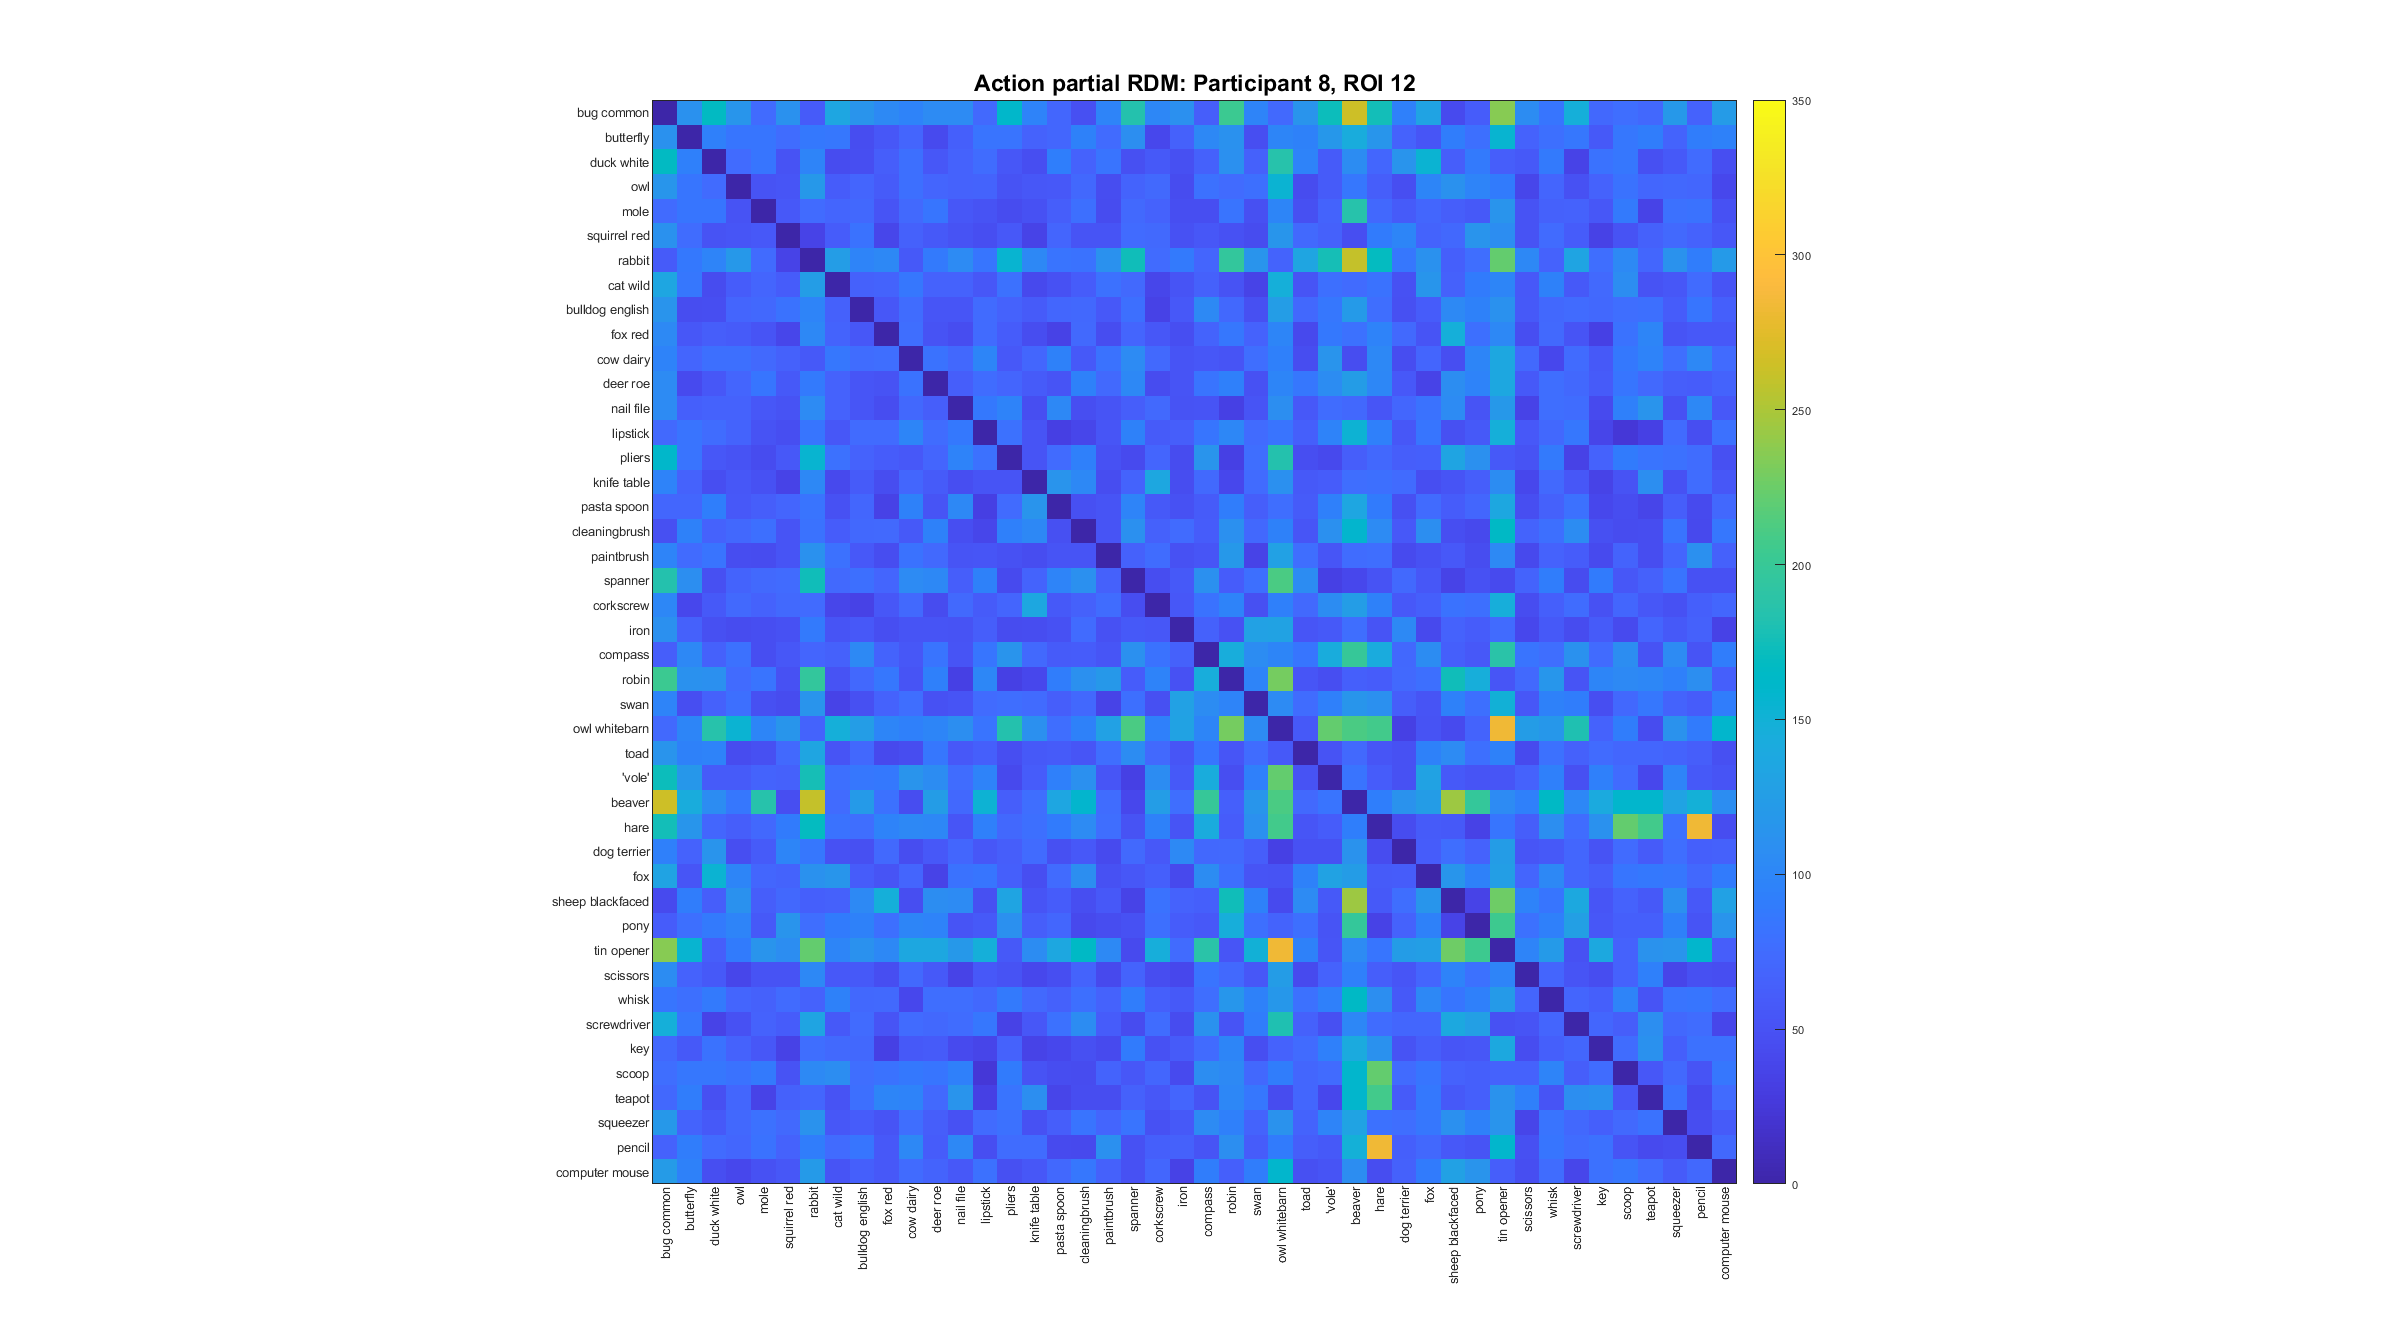 Action partial RDM: Participant 8, ROI 12
bug common
butterfly
duck white
owl
mole
squirrel red
rabbit
cat wild
bulldog english
fox red
cow dairy
deer roe
nail file
lipstick
pliers
knife table
pasta spoon
cleaningbrush
paintbrush
spanner
corkscrew
iron
compass
robin
swan
owl whitebarn
toad
'vole'
beaver
hare
dog terrier
fox
sheep blackfaced
pony
tin opener
scissors
whisk
screwdriver
key
scoop
teapot
squeezer
pencil
computer mouse
bug common
butterfly
duck white
owl
mole
squirrel red
rabbit
cat wild
bulldog english
fox red
cow dairy
deer roe
nail file
lipstick
pliers
knife table
pasta spoon
cleaningbrush
paintbrush
spanner
corkscrew
iron
compass
robin
swan
owl whitebarn
toad
'vole'
beaver
hare
dog terrier
fox
sheep blackfaced
pony
tin opener
scissors
whisk
screwdriver
key
scoop
teapot
squeezer
pencil
computer mouse
350
300
250
200
150
100
50
0